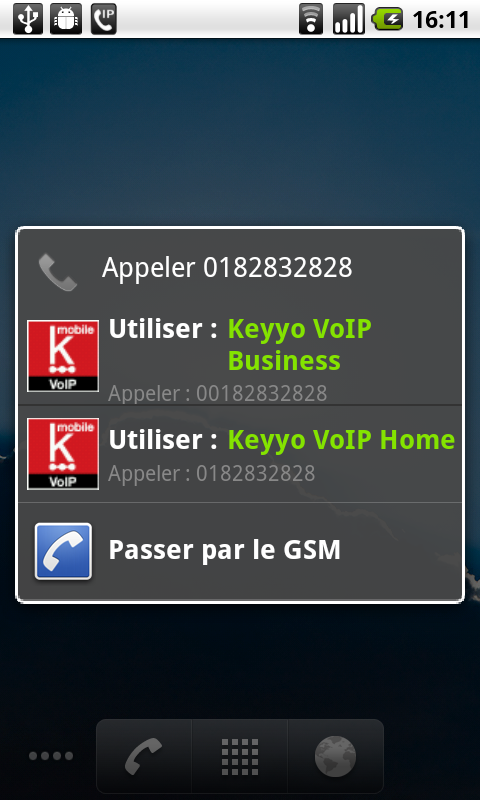 IP 16:11
Appeler 0182832828
mobile
k
VoIP
Utiliser : Keyyo VoIP
Business
Appeler : 00182832828
mobile
k
VoIP
Utiliser : Keyyo VoIP Home
Appeler : 0182832828
Passer par le GSM